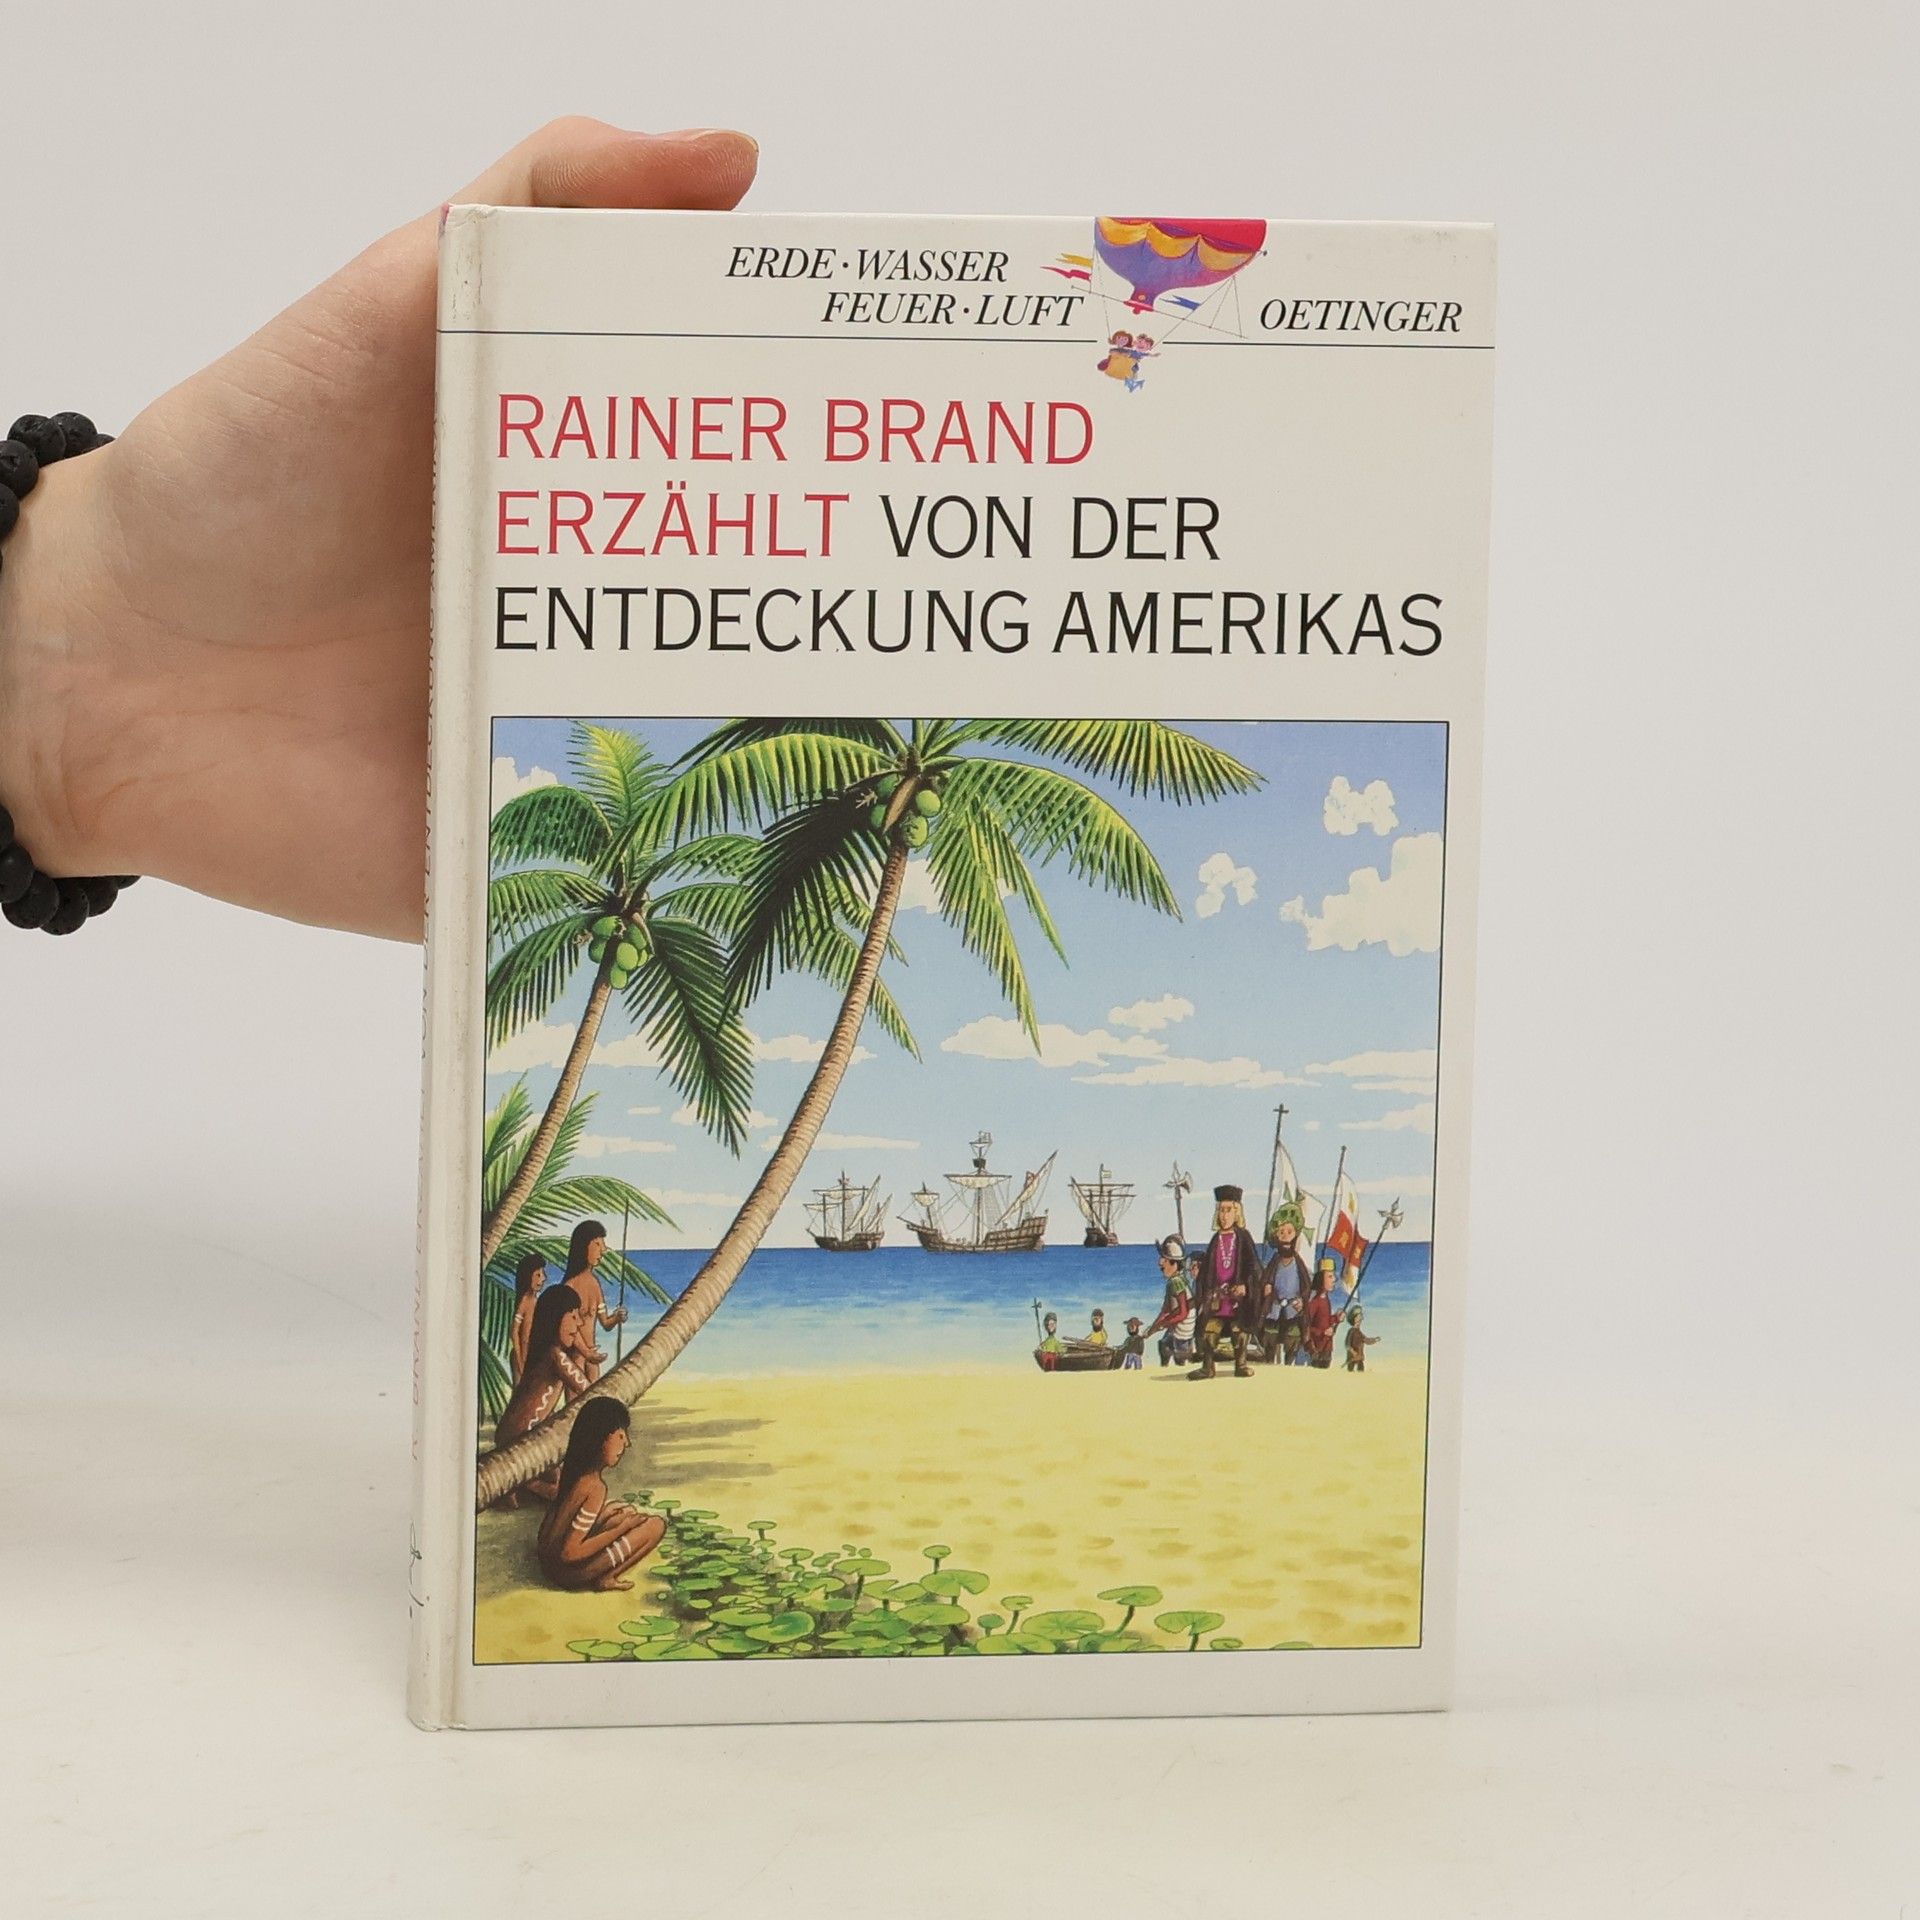 ERDE·WASSER
FEUER·LUFT
OETINGER
RAINER BRAND
ERZÄHLT VON DER
ENTDECKUNG AMERIKAS